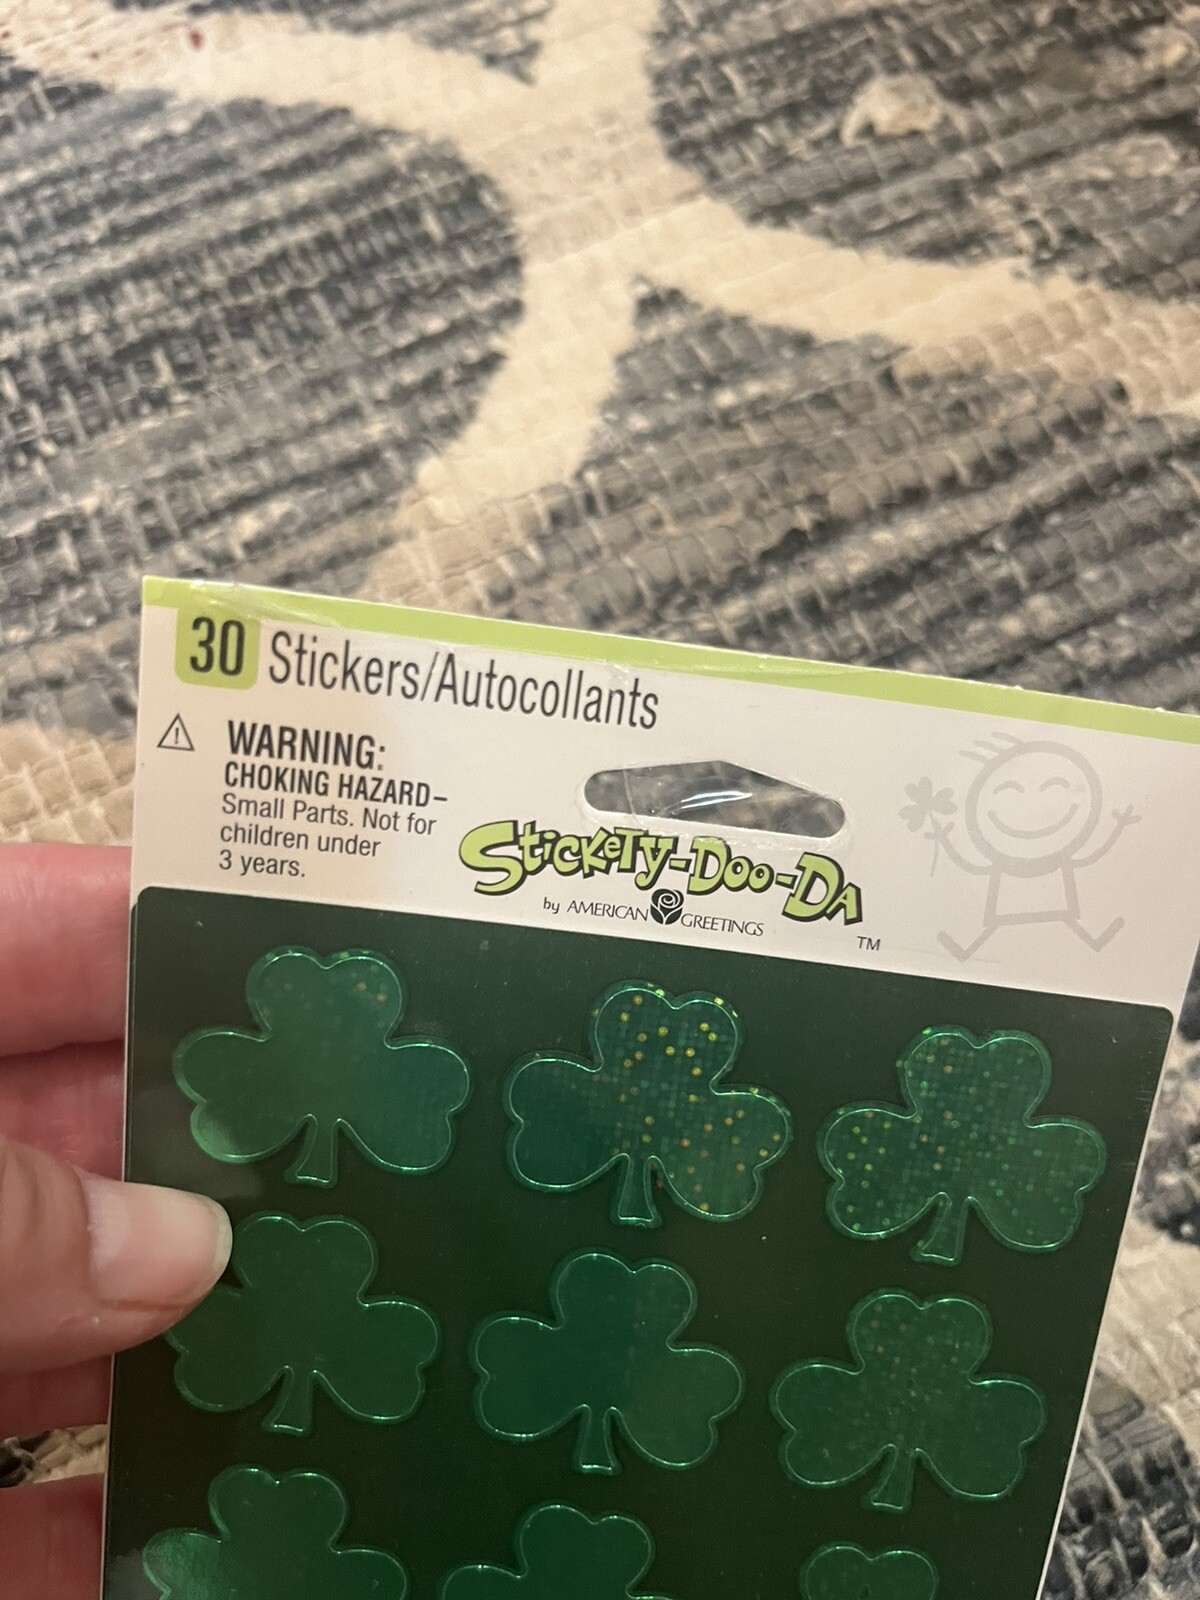 30 Stickers/Autocollants
WARNING:
CHOKING HAZARD–
Small Parts. Not for
children under
3 years.
STICKETY-DOO-DA
by AMERICAN GREETINGS
TM